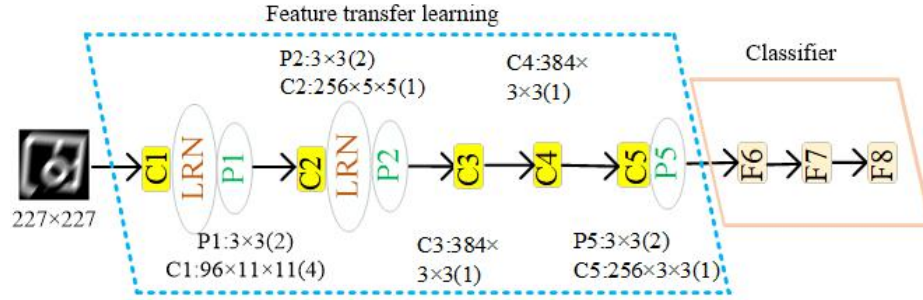 Feature transfer learning
Classifier
P2:3×3(2)
C2:256×5×5(1)
C4:384×
3×3(1)
C1
LRN
P1
C2
LRN
P2
C3
C4
C5
P5
F6
F7
F8
227×227
P1:3×3(2)
C1:96×11×11(4)
C3:384×
3×3(1)
P5:3×3(2)
C5:256×3×3(1)